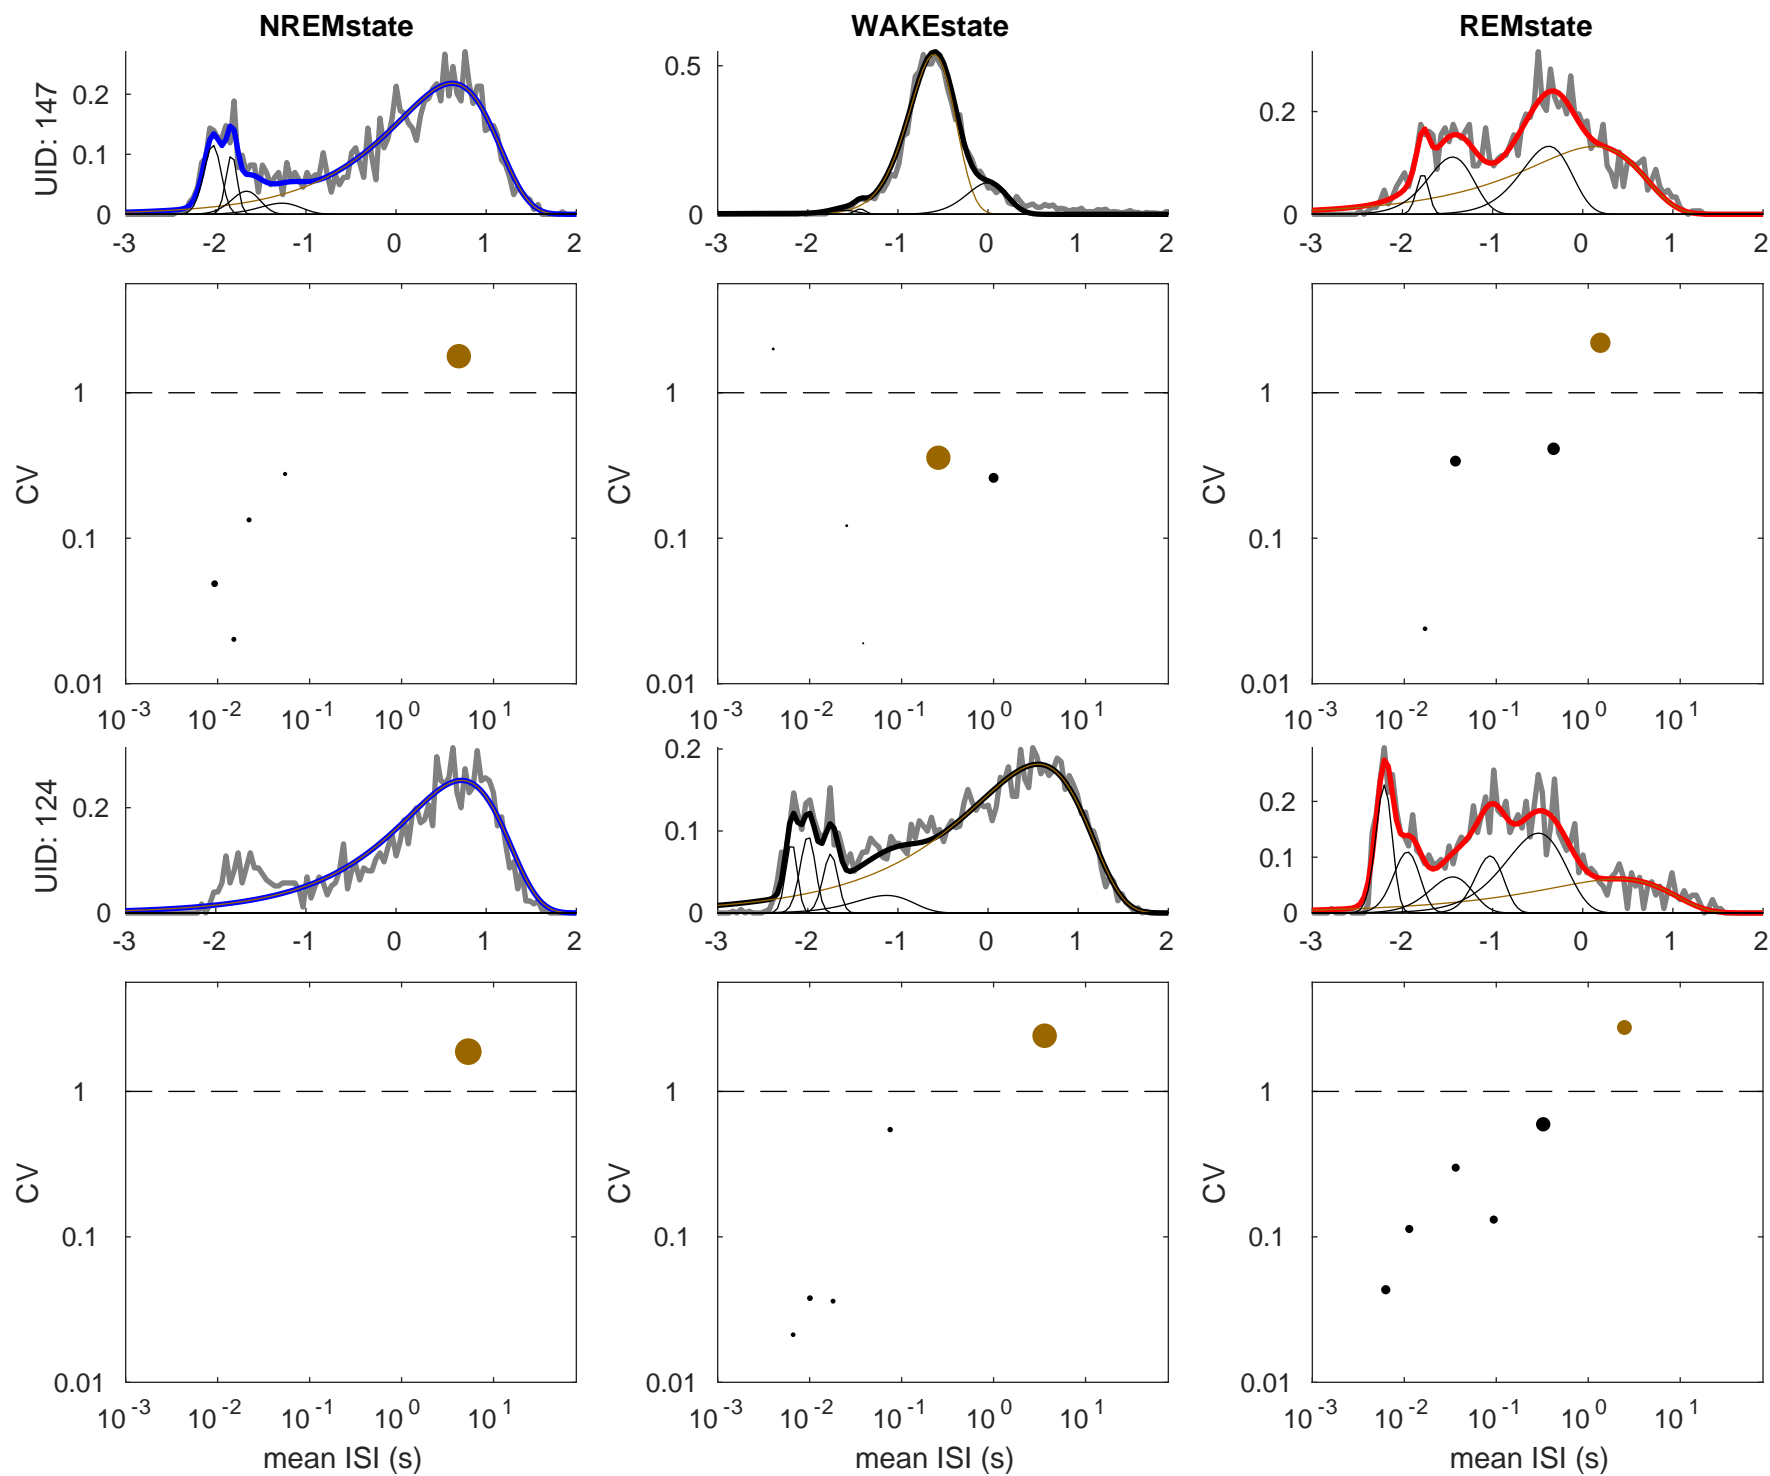 NREMstate WAKEstate REMstate
UID: 147
0.2 0.1 0
0.5 0
0.2 0
-3 -2 -1 0 1 2
-3 -2 -1 0 1 2
-3 -2 -1 0 1 2
CV
1 0.1 0.01
10^-3 10^-2 10^-1 10^0 10^1
CV
1 0.1 0.01
10^-3 10^-2 10^-1 10^0 10^1
CV
1 0.1 0.01
10^-3 10^-2 10^-1 10^0 10^1
UID: 124
0.2 0
0.2 0.1 0
0.2 0.1 0
-3 -2 -1 0 1 2
-3 -2 -1 0 1 2
-3 -2 -1 0 1 2
CV
1 0.1 0.01
10^-3 10^-2 10^-1 10^0 10^1
mean ISI (s)
CV
1 0.1 0.01
10^-3 10^-2 10^-1 10^0 10^1
mean ISI (s)
CV
1 0.1 0.01
10^-3 10^-2 10^-1 10^0 10^1
mean ISI (s)